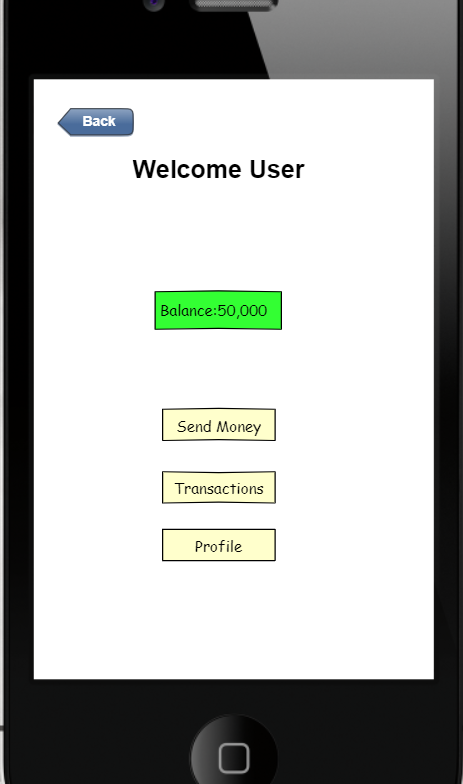 Back
Welcome User
Balance:50,000
Send Money
Transactions
Profile